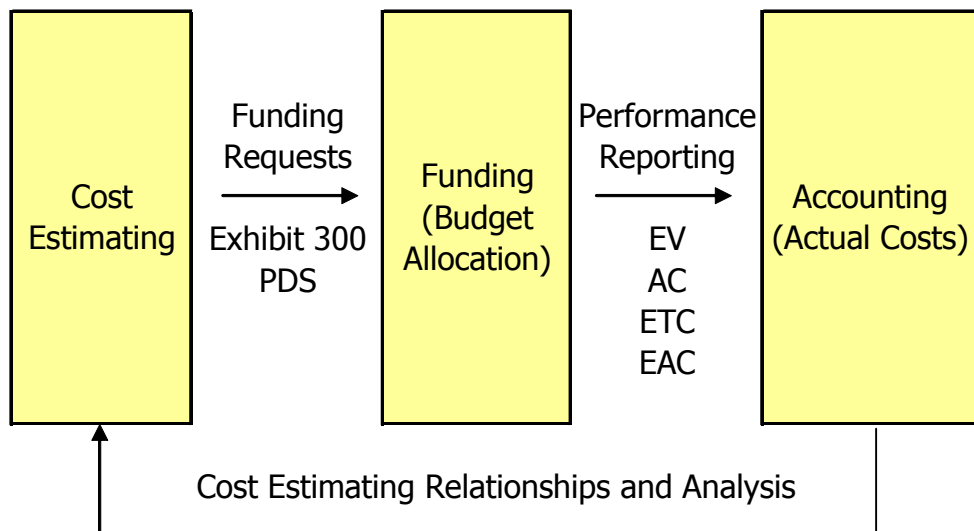 Cost
Estimating
Funding
Requests
Exhibit 300
PDS
Funding
(Budget
Allocation)
Performance
Reporting
EV
AC
ETC
EAC
Accounting
(Actual Costs)
Cost Estimating Relationships and Analysis